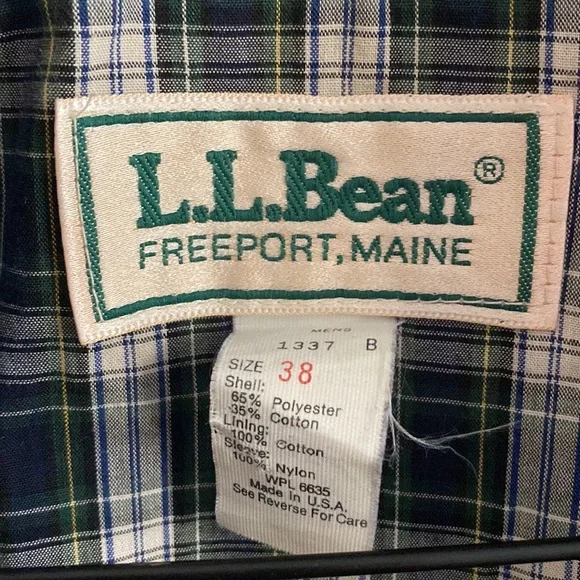 L.L.Bean®
FREEPORT, MAINE
MENS
1337 B
SIZE 38
Shell:
65% Polyester
35% Cotton
Lining:
100% Cotton
Sleeve:
100% Nylon
WPL 6635
Made in U.S.A.
See Reverse For Care